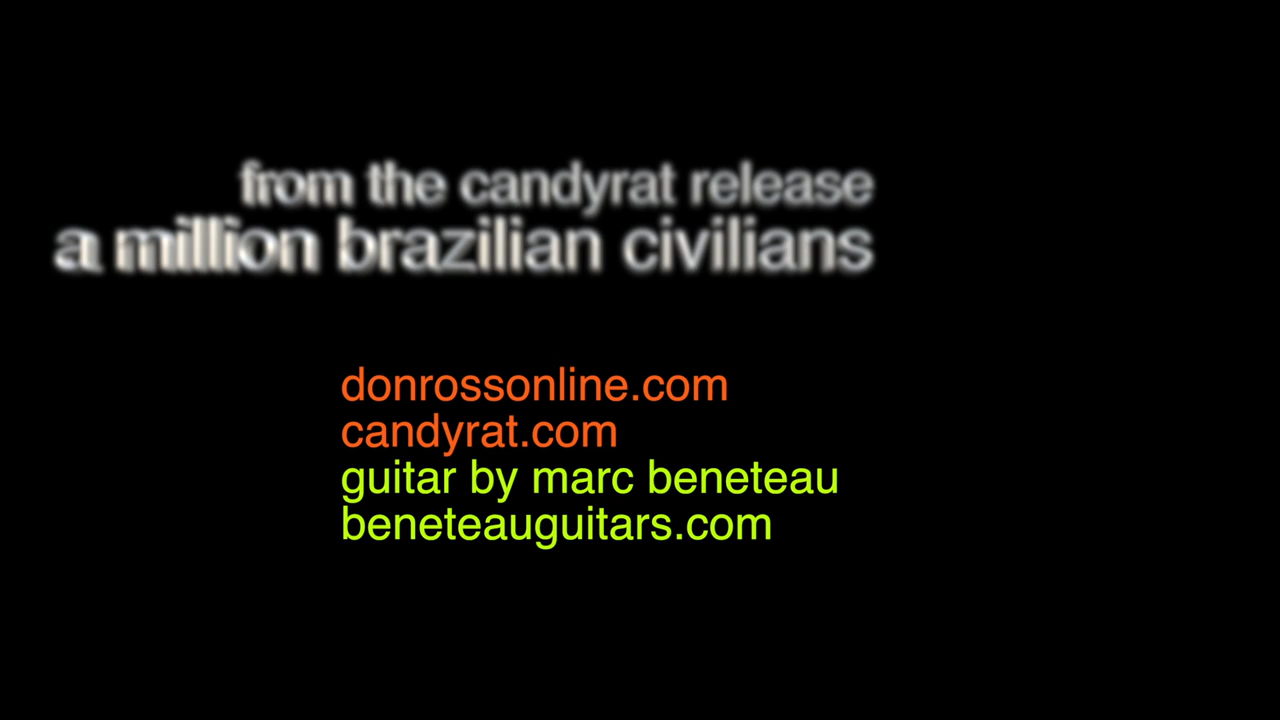 from the candyrat release
a million brazilian civilians
donrossonline.com
candyrat.com
guitar by marc beneteau
beneteauguitars.com